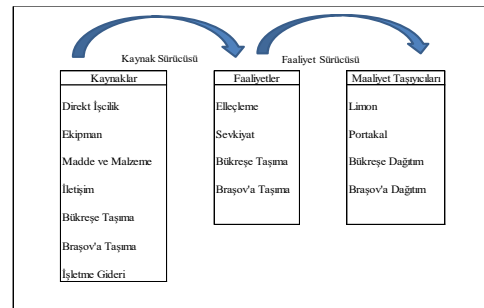 Kaynak Sürücüsü
Faaliyet Sürücüsü
Kaynaklar
Direkt İşcilik
Ekipman
Madde ve Malzeme
İletişim
Bükreşe Taşıma
Braşov'a Taşıma
İşletme Gideri
Faaliyetler
Elleçleme
Sevkiyat
Bükreşe Taşıma
Braşov'a Taşıma
Maaliyet Taşıyıcıları
Limon
Portakal
Bükreşe Dağıtım
Braşov'a Dağıtım